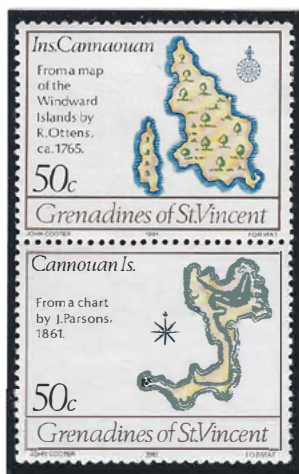 Ins. Cannaouan
From a map
of the
Windward
Islands by
R.Ottens,
ca.1765.
50c
Grenadines of St.Vincent
JOHN COOTER 1981 FORMAT
Cannouan Is.
From a chart
by J.Parsons,
1861.
50c
Grenadines of St.Vincent
JOHN COOTER 1981 FORMAT